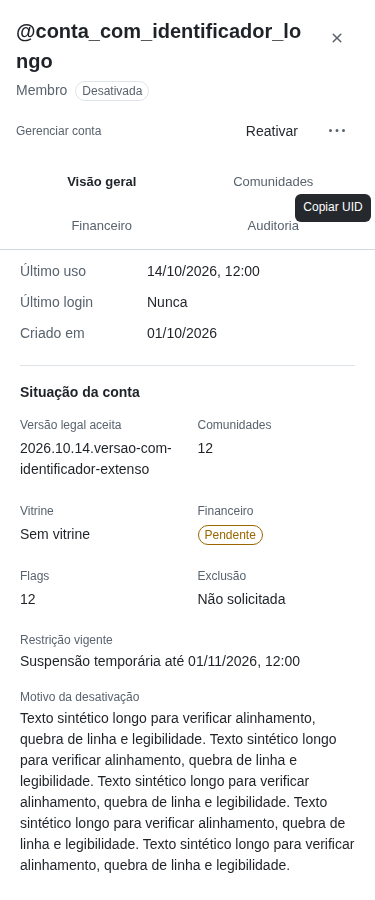 @conta_com_identificador_lo
ngo
×
Membro Desativada
Gerenciar conta Reativar ···
Visão geral Comunidades
Copiar UID
Financeiro Auditoria
Último uso 14/10/2026, 12:00
Último login Nunca
Criado em 01/10/2026
Situação da conta
Versão legal aceita Comunidades
2026.10.14.versao-com- 12
identificador-extenso
Vitrine Financeiro
Sem vitrine Pendente
Flags Exclusão
12 Não solicitada
Restrição vigente
Suspensão temporária até 01/11/2026, 12:00
Motivo da desativação
Texto sintético longo para verificar alinhamento,
quebra de linha e legibilidade. Texto sintético longo
para verificar alinhamento, quebra de linha e
legibilidade. Texto sintético longo para verificar
alinhamento, quebra de linha e legibilidade. Texto
sintético longo para verificar alinhamento, quebra de
linha e legibilidade. Texto sintético longo para verificar
alinhamento, quebra de linha e legibilidade.